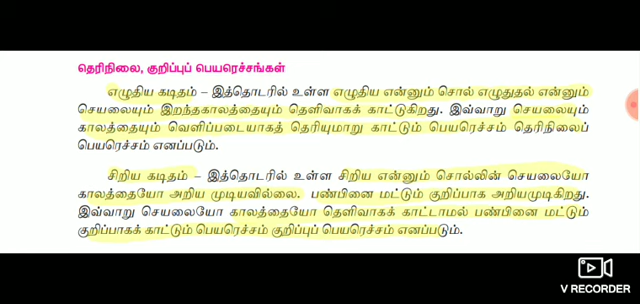 தெரிநிலை, குறிப்புப் பெயரெச்சங்கள்
எழுதிய கடிதம் – இத்தொடரில் உள்ள எழுதிய என்னும் சொல் எழுதுதல் என்னும்
செயலையும் இறந்தகாலத்தையும் தெளிவாகக் காட்டுகிறது. இவ்வாறு செயலையும்
காலத்தையும் வெளிப்படையாகத் தெரியுமாறு காட்டும் பெயரெச்சம் தெரிநிலைப்
பெயரெச்சம் எனப்படும்.
சிறிய கடிதம் – இத்தொடரில் உள்ள சிறிய என்னும் சொல்லின் செயலையோ
காலத்தையோ அறிய முடியவில்லை. பண்பினை மட்டும் குறிப்பாக அறியமுடிகிறது.
இவ்வாறு செயலையோ காலத்தையோ தெளிவாகக் காட்டாமல் பண்பினை மட்டும்
குறிப்பாகக் காட்டும் பெயரெச்சம் குறிப்புப் பெயரெச்சம் எனப்படும்.
V RECORDER